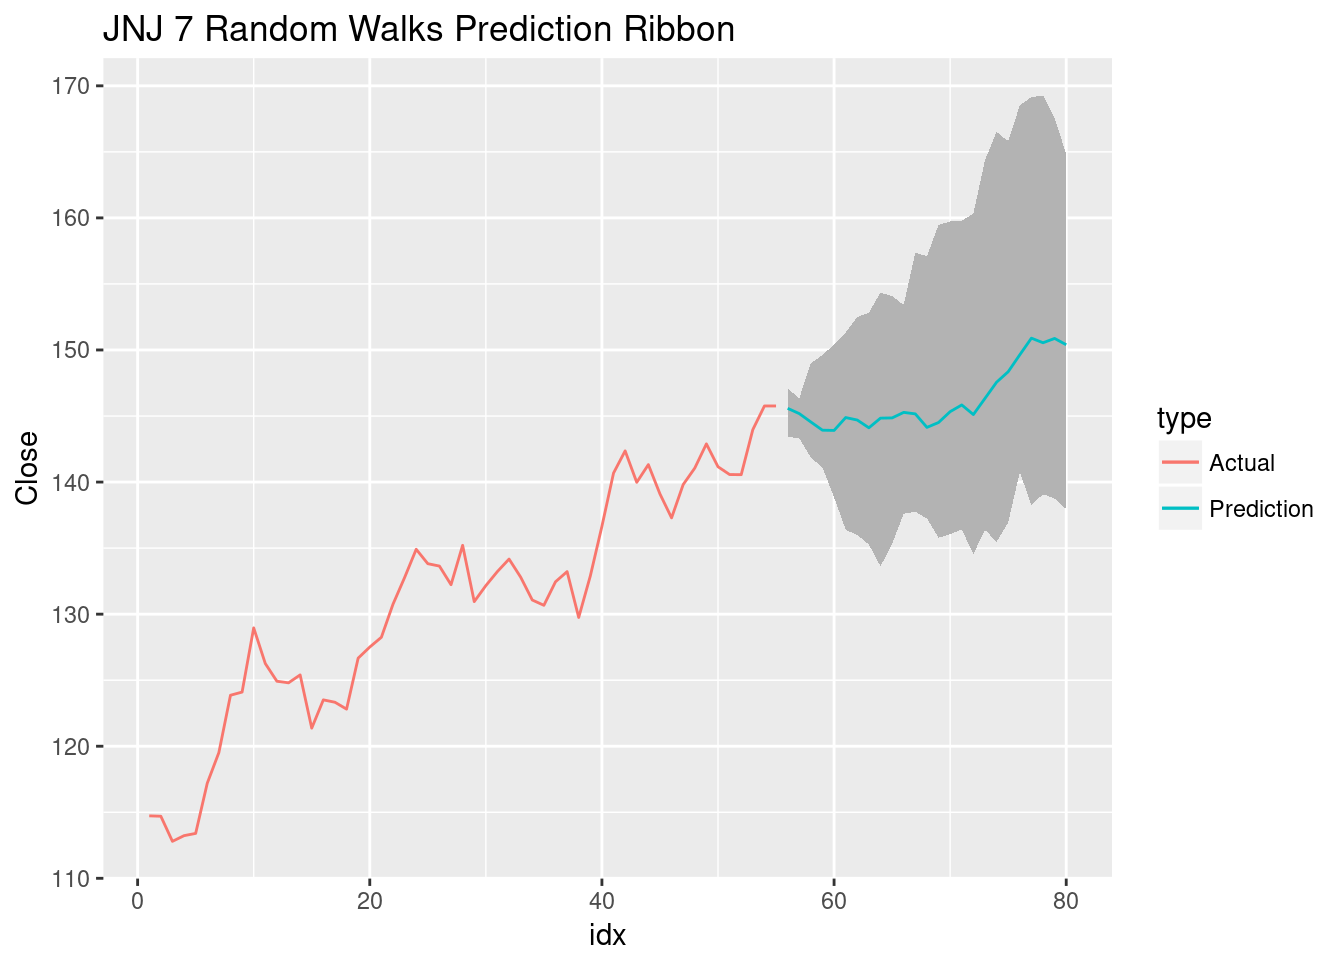 JNJ 7 Random Walks Prediction Ribbon
170
160
150
140
130
120
110
Close
0 20 40 60 80
idx
type
Actual
Prediction